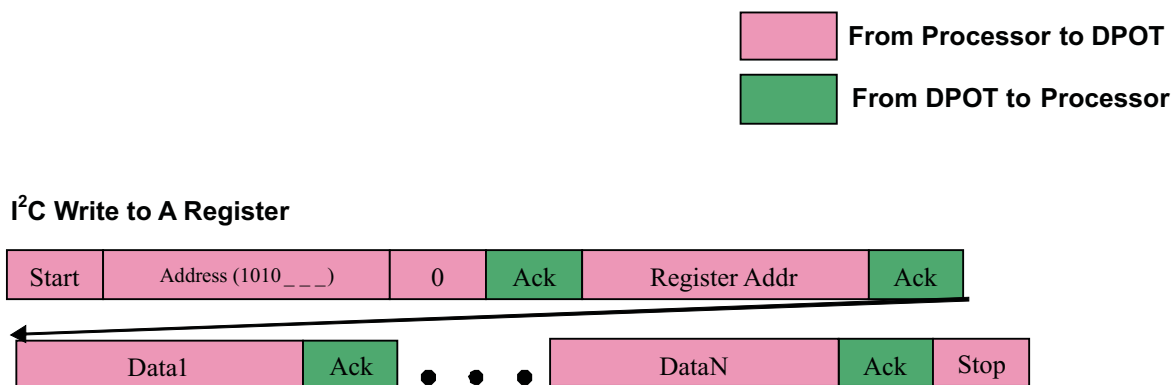 From Processor to DPOT
From DPOT to Processor
I²C Write to A Register
Start Address (1010_ _ _) 0 Ack Register Addr Ack
Data1 Ack DataN Ack Stop